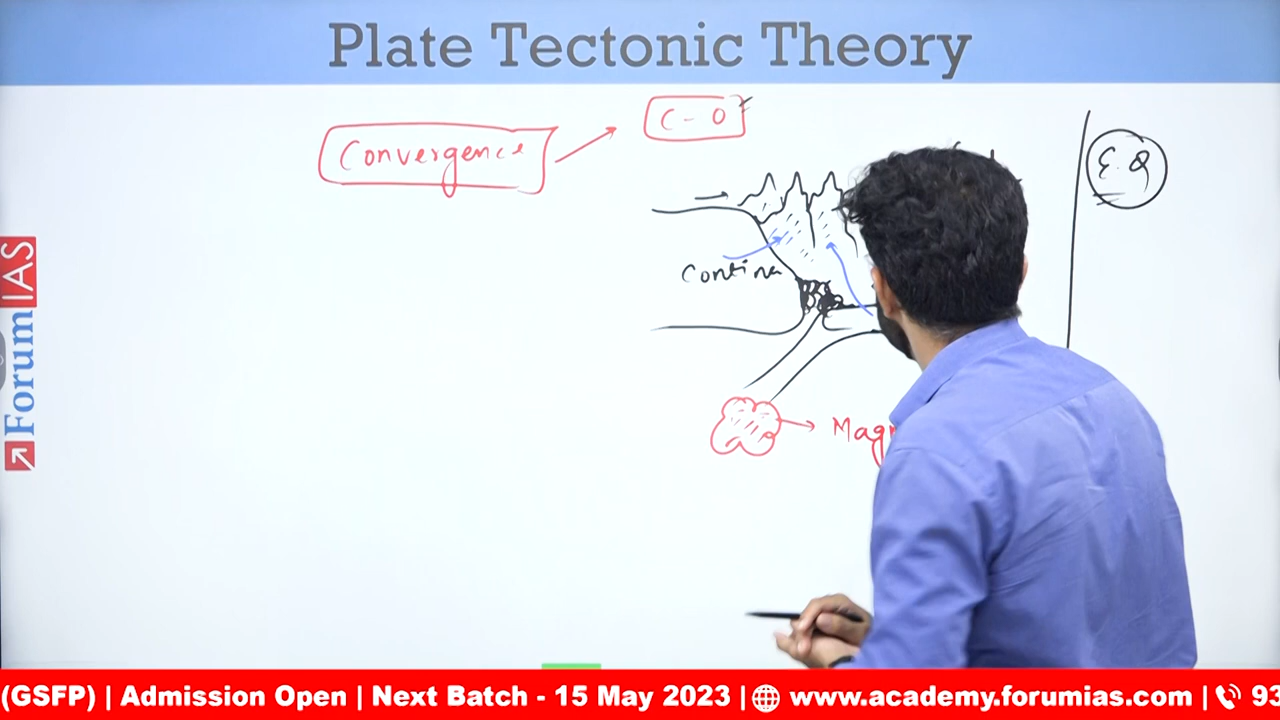 Plate Tectonic Theory
C - O
Convergence
E.Q
Contina
Mag
ForumIAS
(GSFP) | Admission Open | Next Batch - 15 May 2023 | www.academy.forumias.com | 93